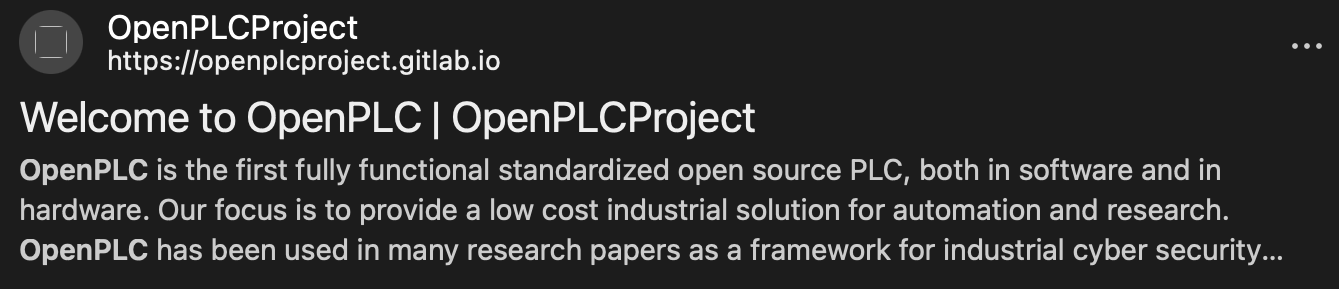 OpenPLCProject
https://openplcproject.gitlab.io
Welcome to OpenPLC | OpenPLCProject
OpenPLC is the first fully functional standardized open source PLC, both in software and in
hardware. Our focus is to provide a low cost industrial solution for automation and research.
OpenPLC has been used in many research papers as a framework for industrial cyber security...